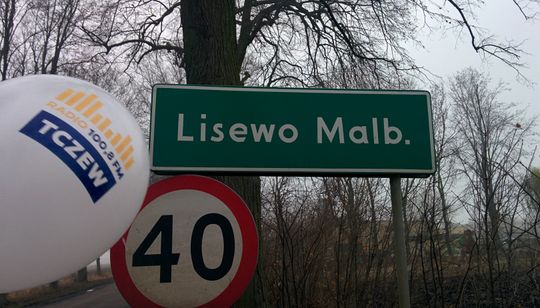 RADIO 100,8 FM
TCZEW
Lisewo Malb.
40